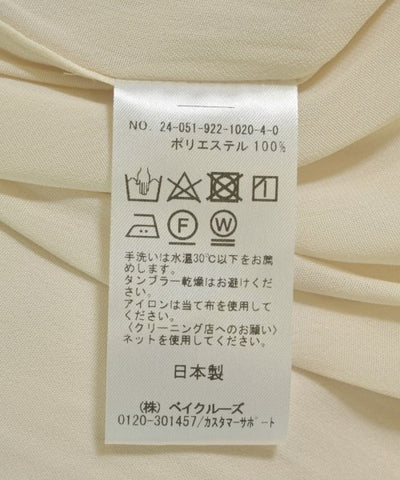 NO. 24-051-922-1020-4-0
ポリエステル 100%
F W
手洗いは水温30℃以下をお薦
めします。
タンブラー乾燥はお避けくださ
い。
アイロンは当て布を使用して
ください。
〈クリーニング店へのお願い〉
ネットを使用してください。
日本製
(株) ベイクルーズ
0120-301457/カスタマーサポート